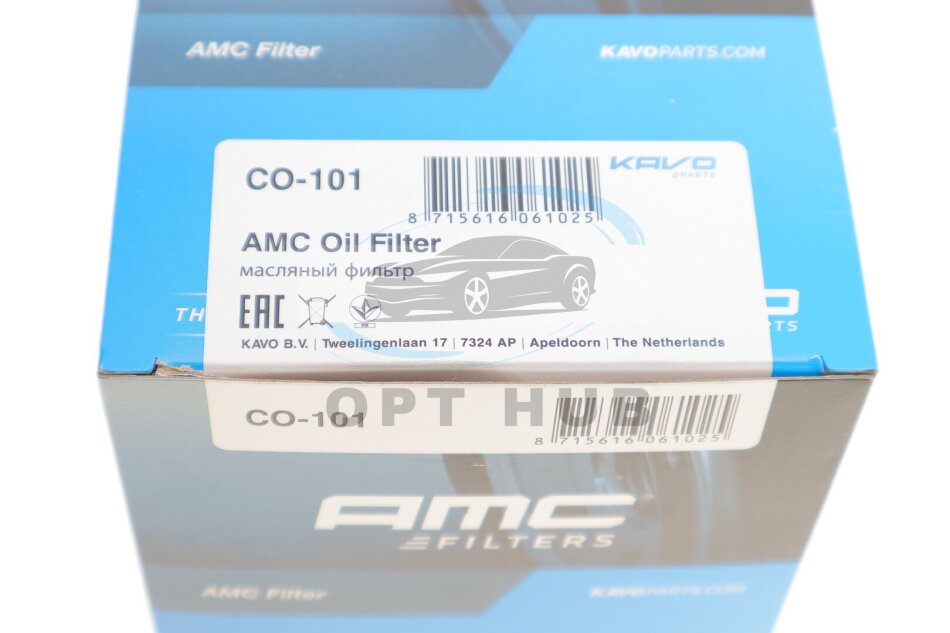 AMC Filter KAVOPARTS.COM
CO-101
KAVO
PARTS
8 715616 061025
AMC Oil Filter
масляный фильтр
TH
EAC
TS
KAVO B.V. | Tweelingenlaan 17 | 7324 AP | Apeldoorn | The Netherlands
OPT HUB
CO-101
8 715616 061025
AMC
FILTERS
AMC Filter KAVOPARTS.COM